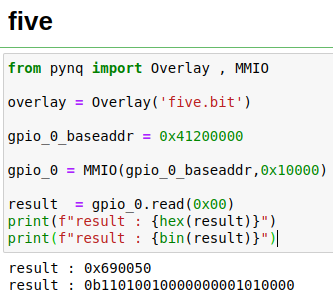 five
from pynq import Overlay , MMIO
overlay = Overlay('five.bit')
gpio_0_baseaddr = 0x41200000
gpio_0 = MMIO(gpio_0_baseaddr,0x10000)
result  = gpio_0.read(0x00)
print(f"result : {hex(result)}")
print(f"result : {bin(result)}")
result : 0x690050
result : 0b11010010000000001010000